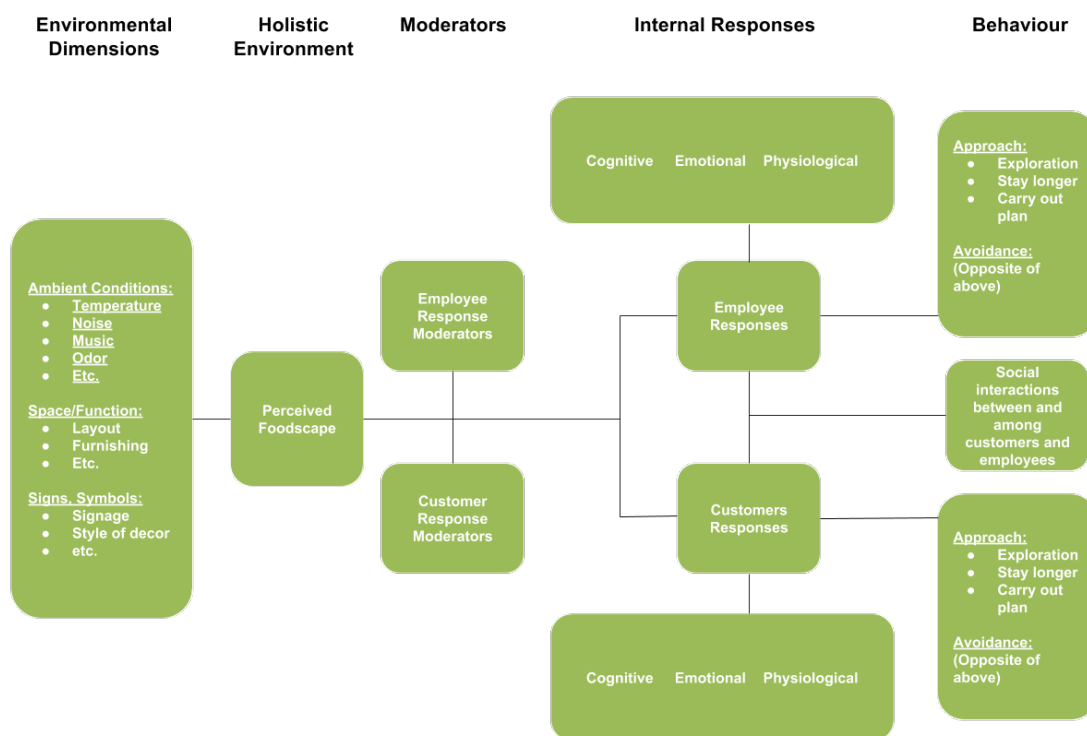 Environmental
Dimensions
Holistic
Environment
Moderators
Internal Responses
Behaviour
Ambient Conditions:
● Temperature
● Noise
● Music
● Odor
● Etc.
Space/Function:
● Layout
● Furnishing
● Etc.
Signs, Symbols:
● Signage
● Style of decor
● etc.
Perceived
Foodscape
Employee
Response
Moderators
Customer
Response
Moderators
Cognitive Emotional Physiological
Employee
Responses
Customers
Responses
Cognitive Emotional Physiological
Approach:
● Exploration
● Stay longer
● Carry out
plan
Avoidance:
(Opposite of
above)
Social
interactions
between and
among
customers and
employees
Approach:
● Exploration
● Stay longer
● Carry out
plan
Avoidance:
(Opposite of
above)